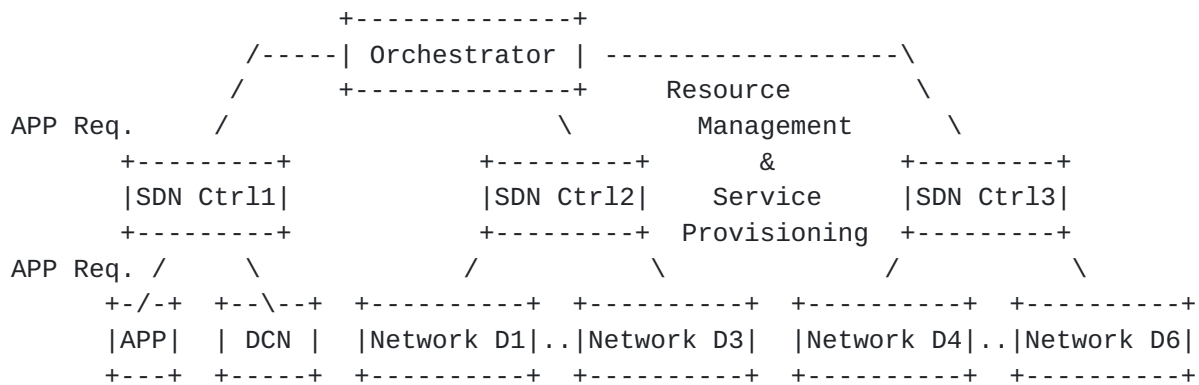 Orchestrator
Resource
APP Req. Management
&
SDN Ctrl1 SDN Ctrl2 Service SDN Ctrl3
Provisioning
APP Req.
APP DCN Network D1..Network D3 Network D4..Network D6